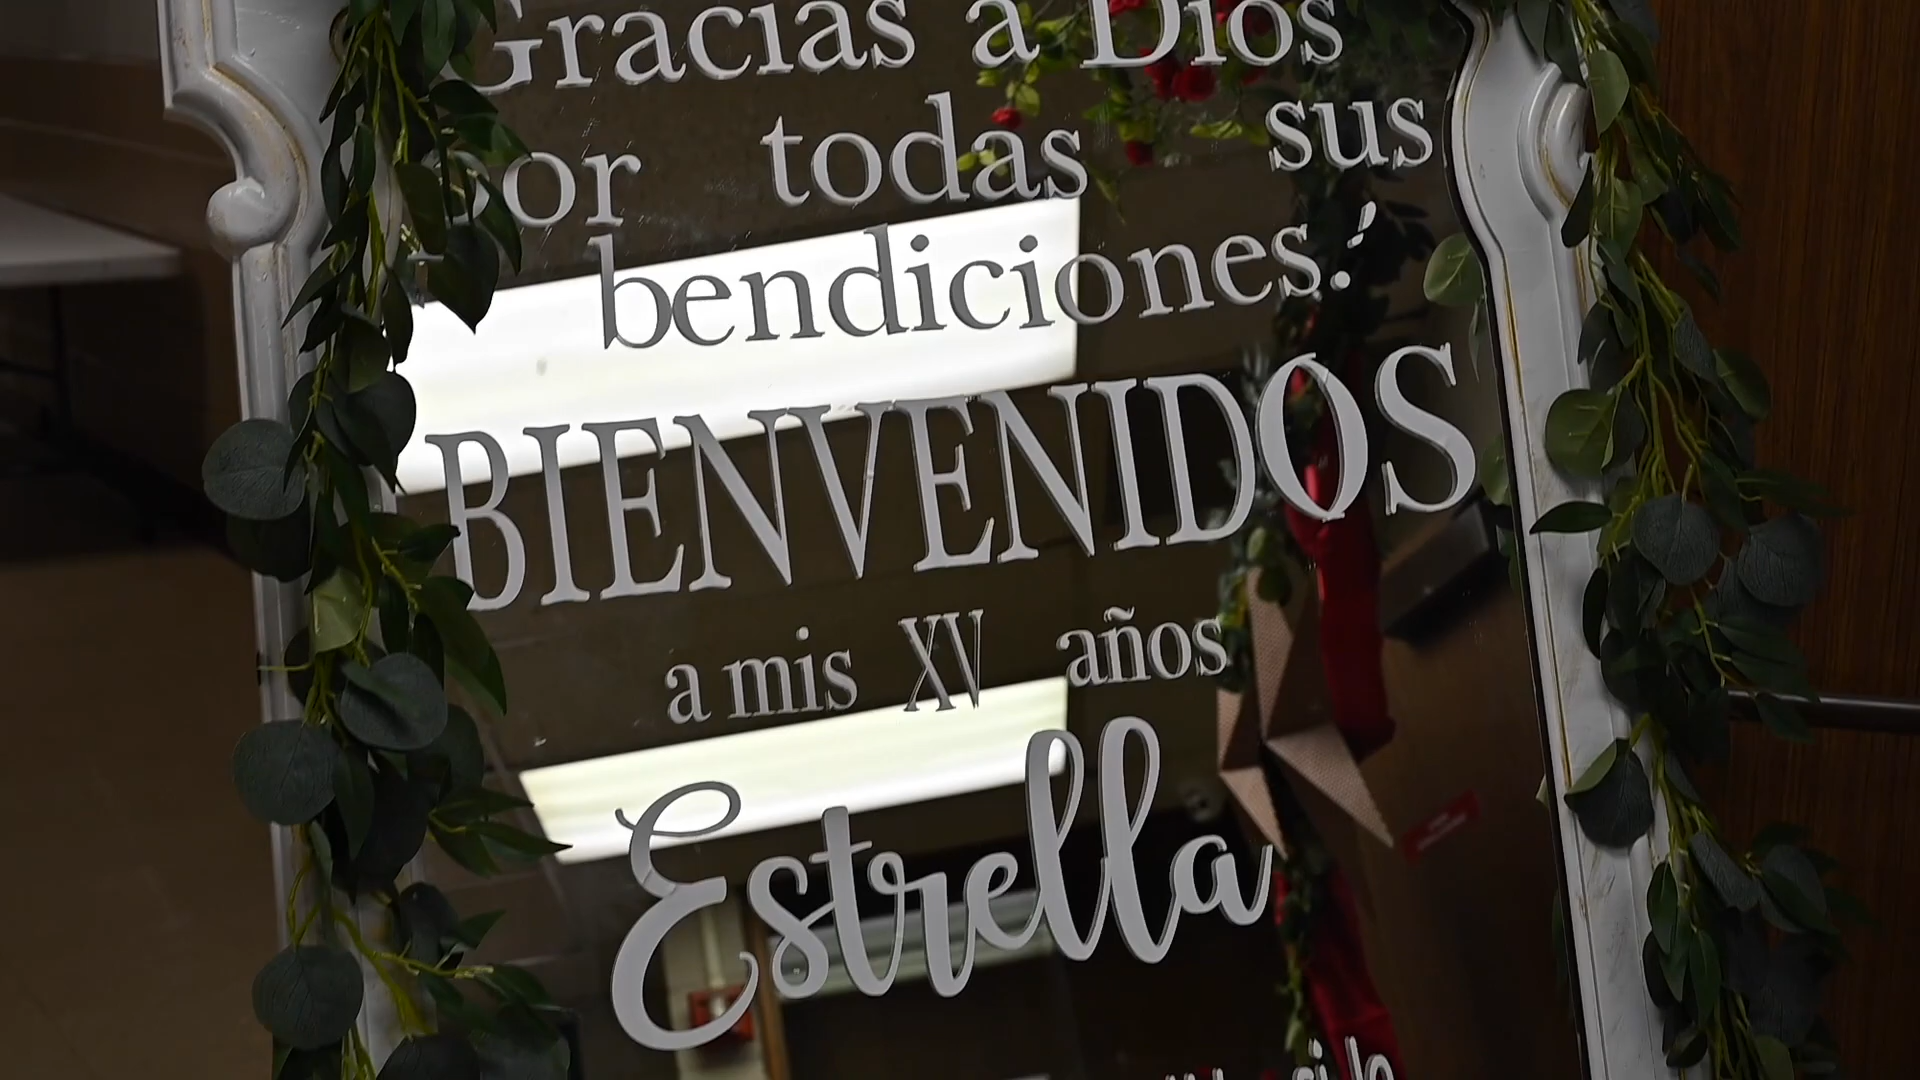 Gracias a Dios
por todas sus
bendiciones.'
BIENVENIDOS
a mis XV años
Estrella